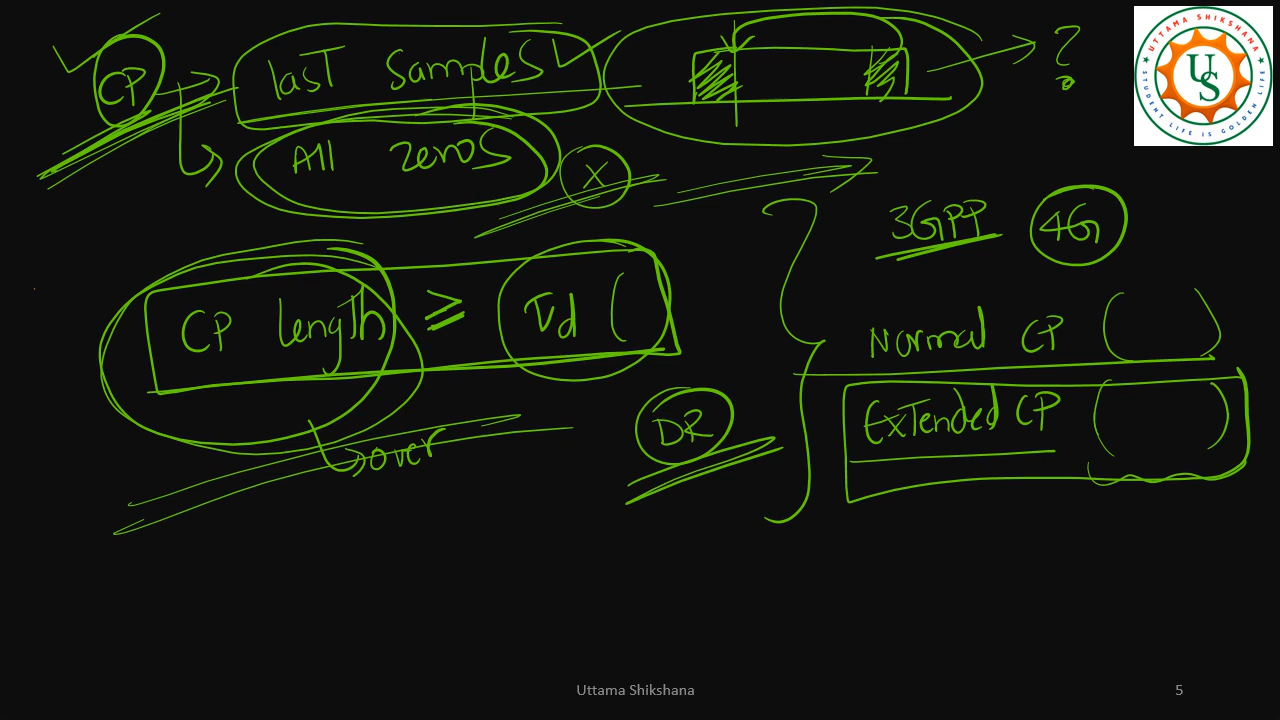 CP last samples ?
All zeros X
3GPP 4G
CP length ≥ Td (
Normal CP ( )
Extended CP ( )
DR
over
UTTAMA SHIKSHANA
US
STUDENT LIFE IS GOLDEN LIFE
Uttama Shikshana
5